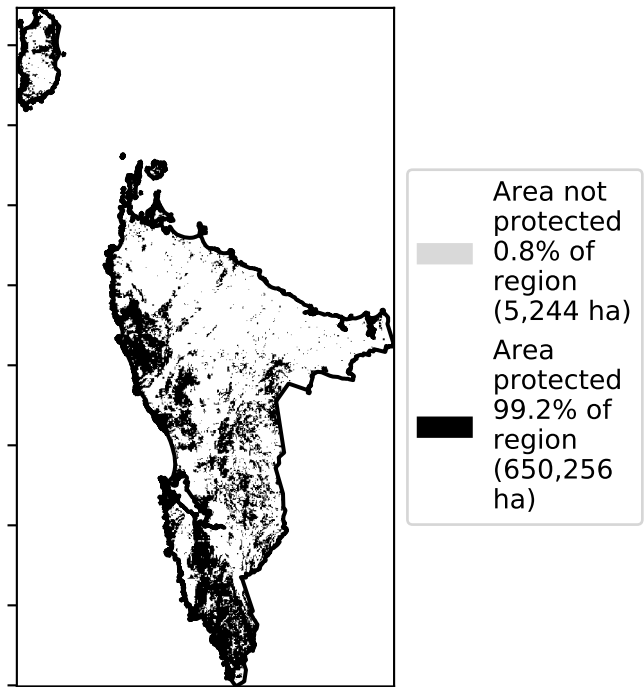 Area not
protected
0.8% of
region
(5,244 ha)
Area
protected
99.2% of
region
(650,256
ha)